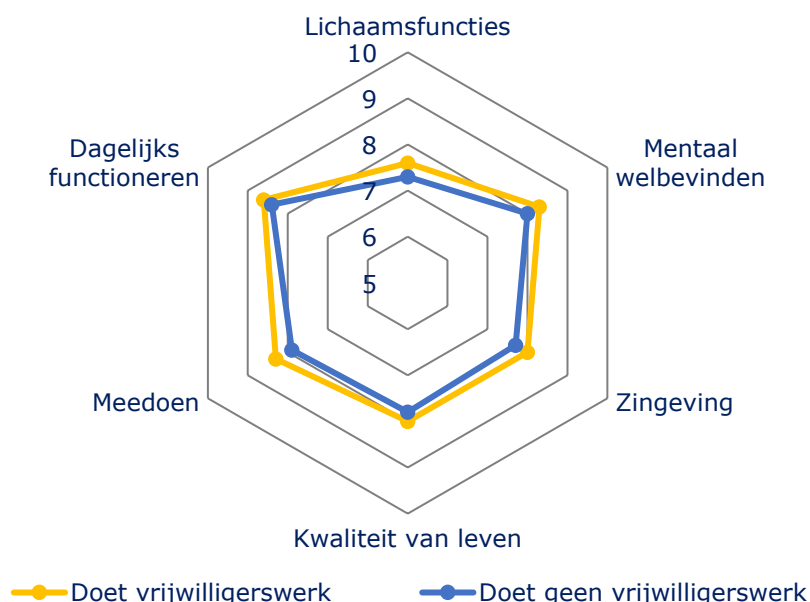 Lichaamsfuncties
10
9
8
7
6
5
Mentaal
welbevinden
Zingeving
Kwaliteit van leven
Meedoen
Dagelijks
functioneren
Doet vrijwilligerswerk
Doet geen vrijwilligerswerk